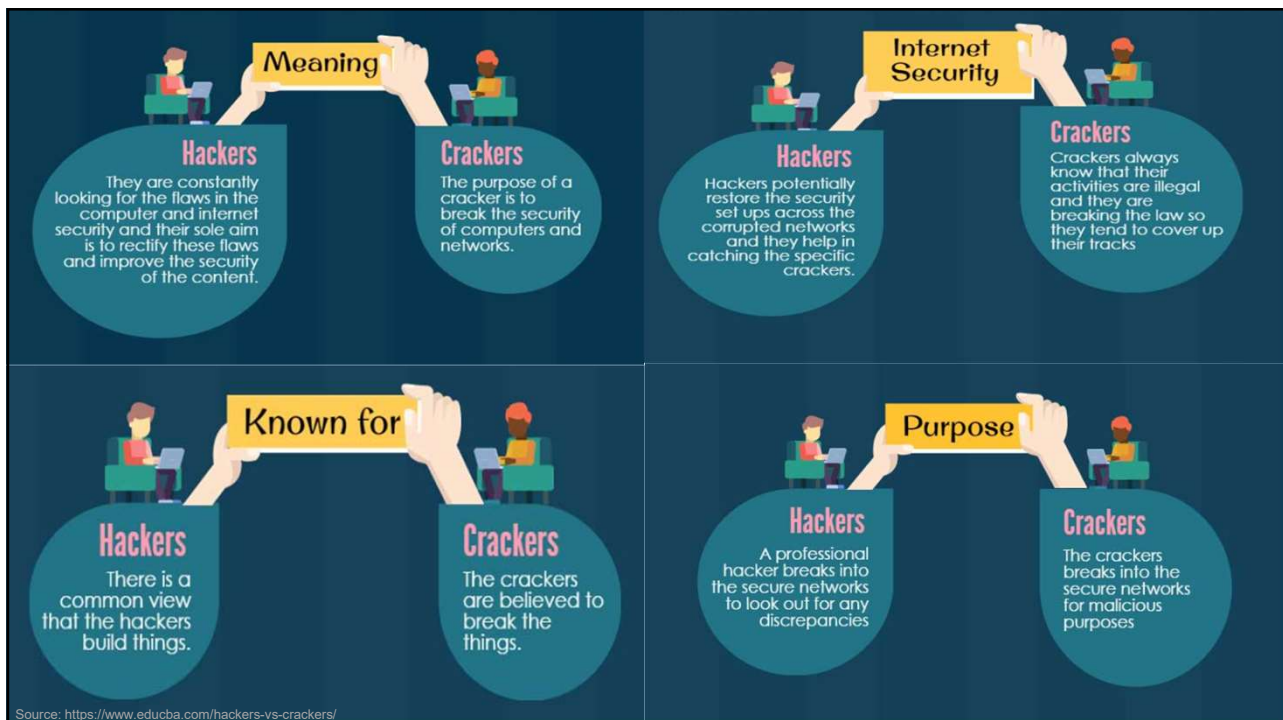 Meaning
Hackers
They are constantly
looking for the flaws in the
computer and internet
security and their sole aim
is to rectify these flaws
and improve the security
of the content.
Crackers
The purpose of a
cracker is to
break the security
of computers and
networks.
Internet
Security
Hackers
Hackers potentially
restore the security
set ups across the
corrupted networks
and they help in
catching the specific
crackers.
Crackers
Crackers always
know that their
activities are illegal
and they are
breaking the law so
they tend to cover up
their tracks
Known for
Hackers
There is a
common view
that the hackers
build things.
Crackers
The crackers
are believed to
break the
things.
Purpose
Hackers
A professional
hacker breaks into
the secure networks
to look out for any
discrepancies
Crackers
The crackers
breaks into the
secure networks
for malicious
purposes
Source: https://www.educba.com/hackers-vs-crackers/